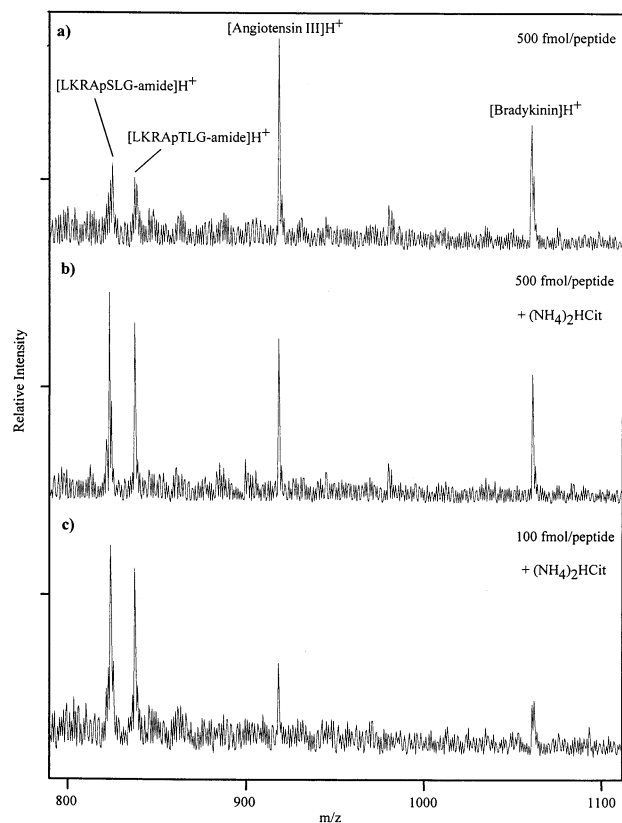 a)
[Angiotensin III]H+
500 fmol/peptide
[LKRApSLG-amide]H+
[LKRApTLG-amide]H+
[Bradykinin]H+
b)
500 fmol/peptide
+ (NH4)2HCit
Relative Intensity
c)
100 fmol/peptide
+ (NH4)2HCit
800
900
1000
1100
m/z